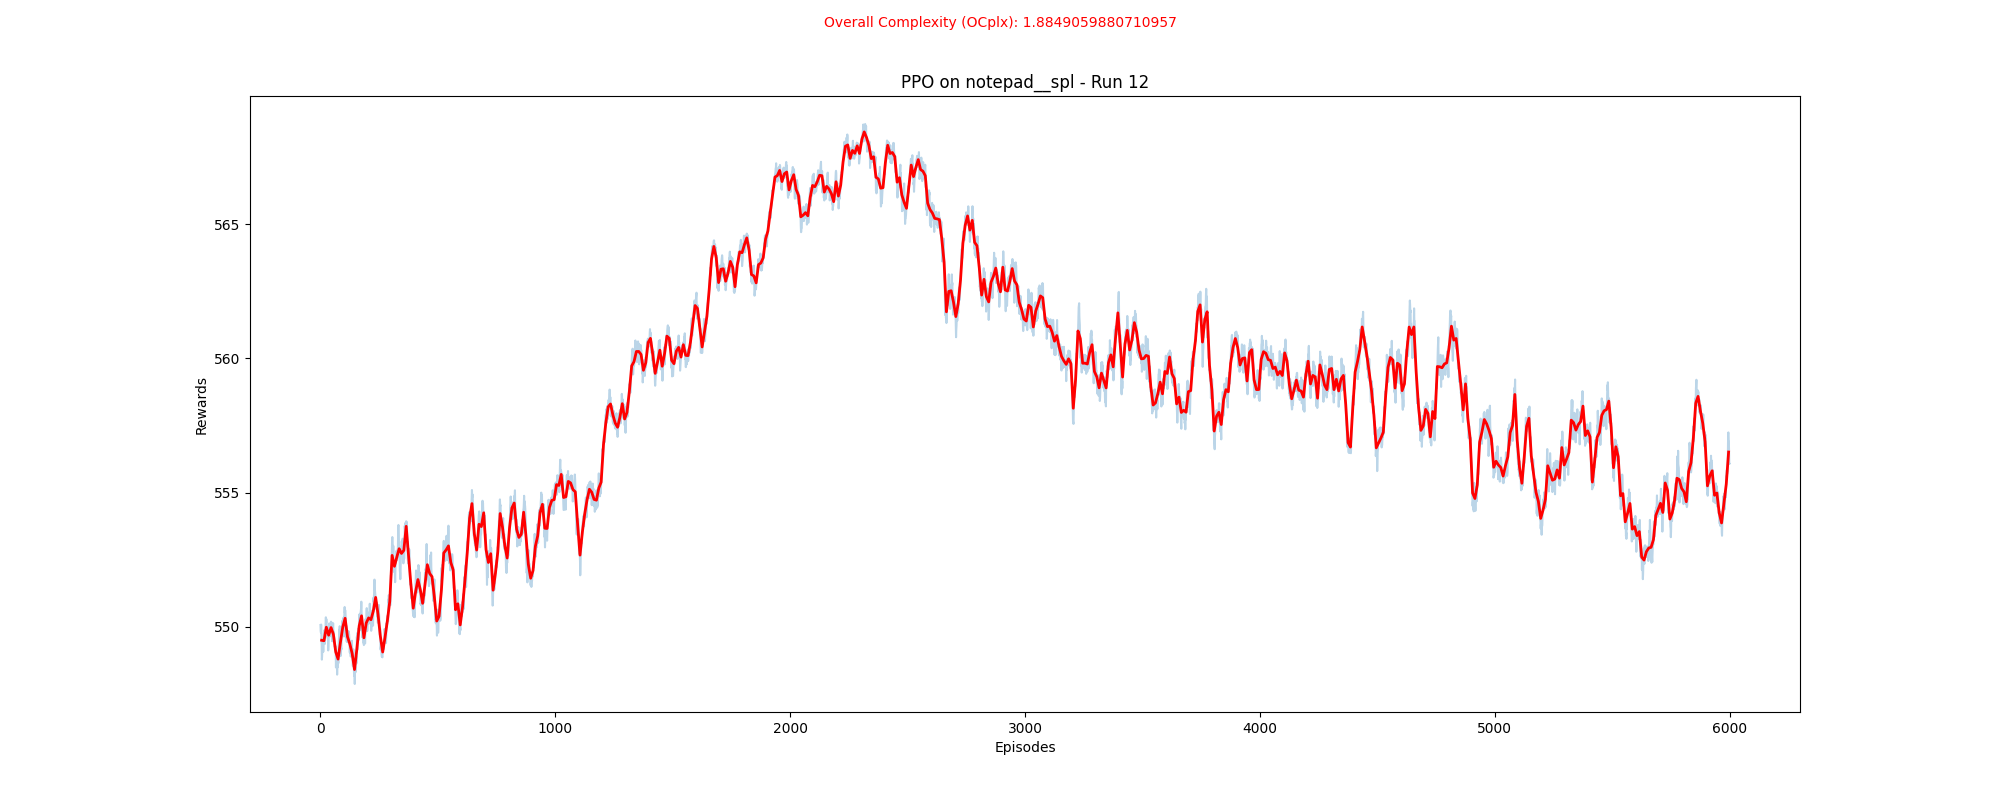 Overall Complexity (OCplx): 1.8849059880710957
PPO on notepad__spl - Run 12
Rewards
565
560
555
550
0 1000 2000 3000 4000 5000 6000
Episodes